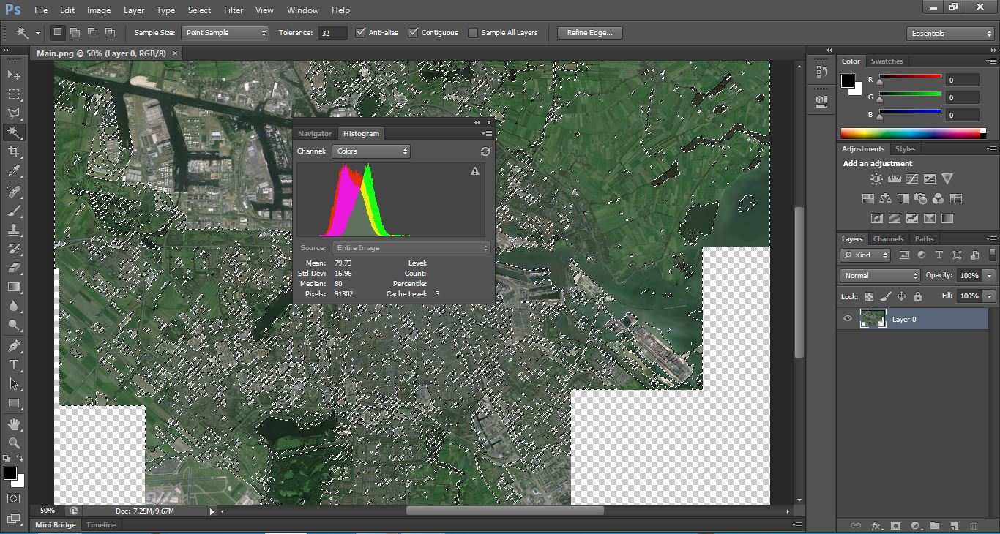 Ps File Edit Image Layer Type Select Filter View Window Help
Sample Size: Point Sample Tolerance: 32 Anti-alias Contiguous Sample All Layers Refine Edge... Essentials
Main.png @ 50% (Layer 0, RGB/8) ×
Navigator Histogram
Channel: Colors
Source: Entire Image
Mean: 79.73 Level:
Std Dev: 16.96 Count:
Median: 80 Percentile:
Pixels: 91302 Cache Level: 3
Color Swatches
R 0
G 0
B 0
Adjustments Styles
Add an adjustment
Layers Channels Paths
Kind
Normal Opacity: 100%
Lock: Fill: 100%
Layer 0
fx
50% Doc: 7.25M/9.67M
Mini Bridge Timeline